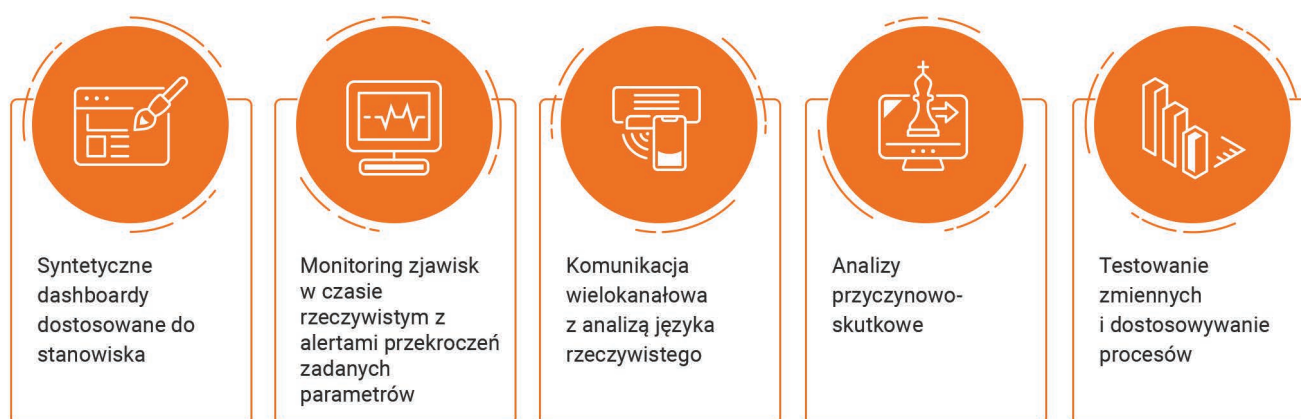 Syntetyczne
dashboardy
dostosowane do
stanowiska
Monitoring zjawisk
w czasie
rzeczywistym z
alertami przekroczeń
zadanych
parametrów
Komunikacja
wielokanałowa
z analizą języka
rzeczywistego
Analizy
przyczynowo-
skutkowe
Testowanie
zmiennych
i dostosowywanie
procesów